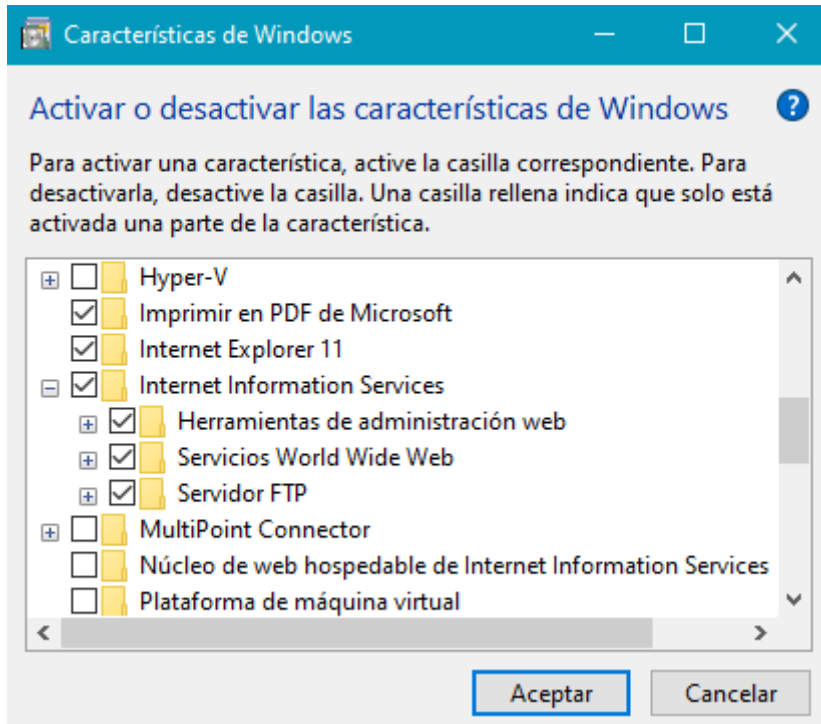 Características de Windows
Activar o desactivar las características de Windows
Para activar una característica, active la casilla correspondiente. Para
desactivarla, desactive la casilla. Una casilla rellena indica que solo está
activada una parte de la característica.
Hyper-V
Imprimir en PDF de Microsoft
Internet Explorer 11
Internet Information Services
Herramientas de administración web
Servicios World Wide Web
Servidor FTP
MultiPoint Connector
Núcleo de web hospedable de Internet Information Services
Plataforma de máquina virtual
Aceptar Cancelar